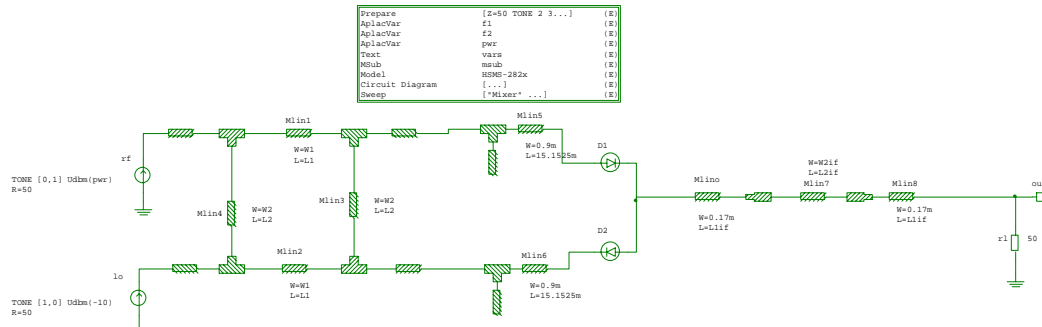 Prepare [Z=50 TONE 2 3...] (E)
AplacVar f1 (E)
AplacVar f2 (E)
AplacVar pwr (E)
Text vars (E)
MSub msub (E)
Model HSMS-282x (E)
Circuit Diagram [...] (E)
Sweep ["Mixer" ...] (E)
Mlin1
W=W1
L=L1
Mlin5
W=0.9m
L=15.1525m
D1
rf
TONE [0,1] Udbm(pwr)
R=50
Mlin4
W=W2
L=L2
Mlin3
W=W2
L=L2
Mlino
W=0.17m
L=L1if
W=W2if
L=L2if
Mlin7
Mlin8
W=0.17m
L=L1if
ou
rl
50
D2
Mlin2
W=W1
L=L1
Mlin6
W=0.9m
L=15.1525m
lo
TONE [1,0] Udbm(-10)
R=50